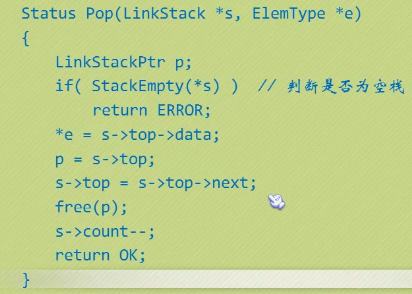 Status Pop(LinkStack *s, ElemType *e)
{
    LinkStackPtr p;
    if( StackEmpty(*s) )  // 判断是否为空栈
        return ERROR;
    *e = s->top->data;
    p = s->top;
    s->top = s->top->next;
    free(p);
    s->count--;
    return OK;
}